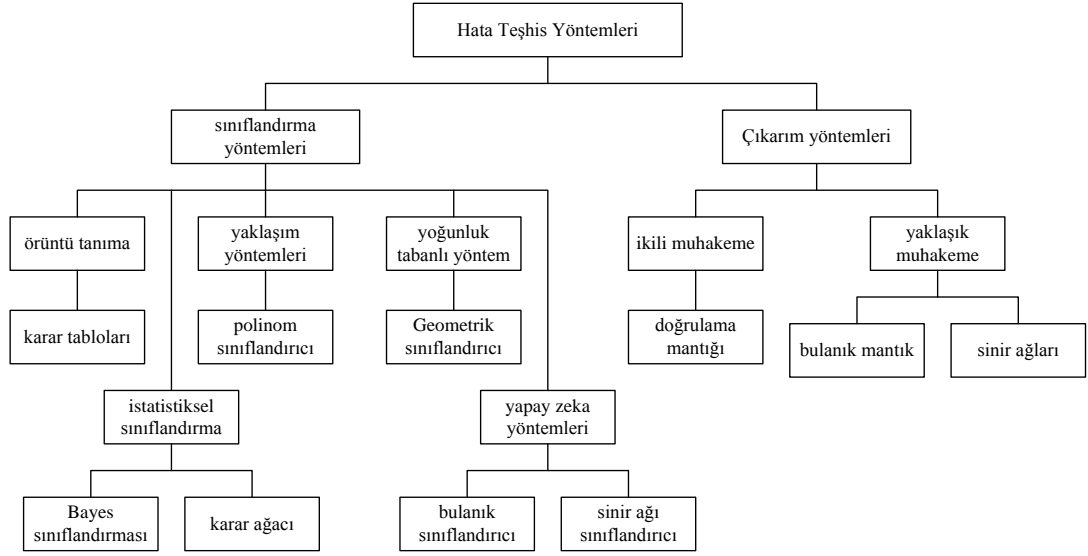 Hata Teşhis Yöntemleri
sınıflandırma
yöntemleri
Çıkarım yöntemleri
örüntü tanıma
yaklaşım
yöntemleri
yoğunluk
tabanlı yöntem
ikili muhakeme
yaklaşık
muhakeme
karar tabloları
polinom
sınıflandırıcı
Geometrik
sınıflandırıcı
doğrulama
mantığı
bulanık mantık
sinir ağları
istatistiksel
sınıflandırma
yapay zeka
yöntemleri
Bayes
sınıflandırması
karar ağacı
bulanık
sınıflandırıcı
sinir ağı
sınıflandırıcı